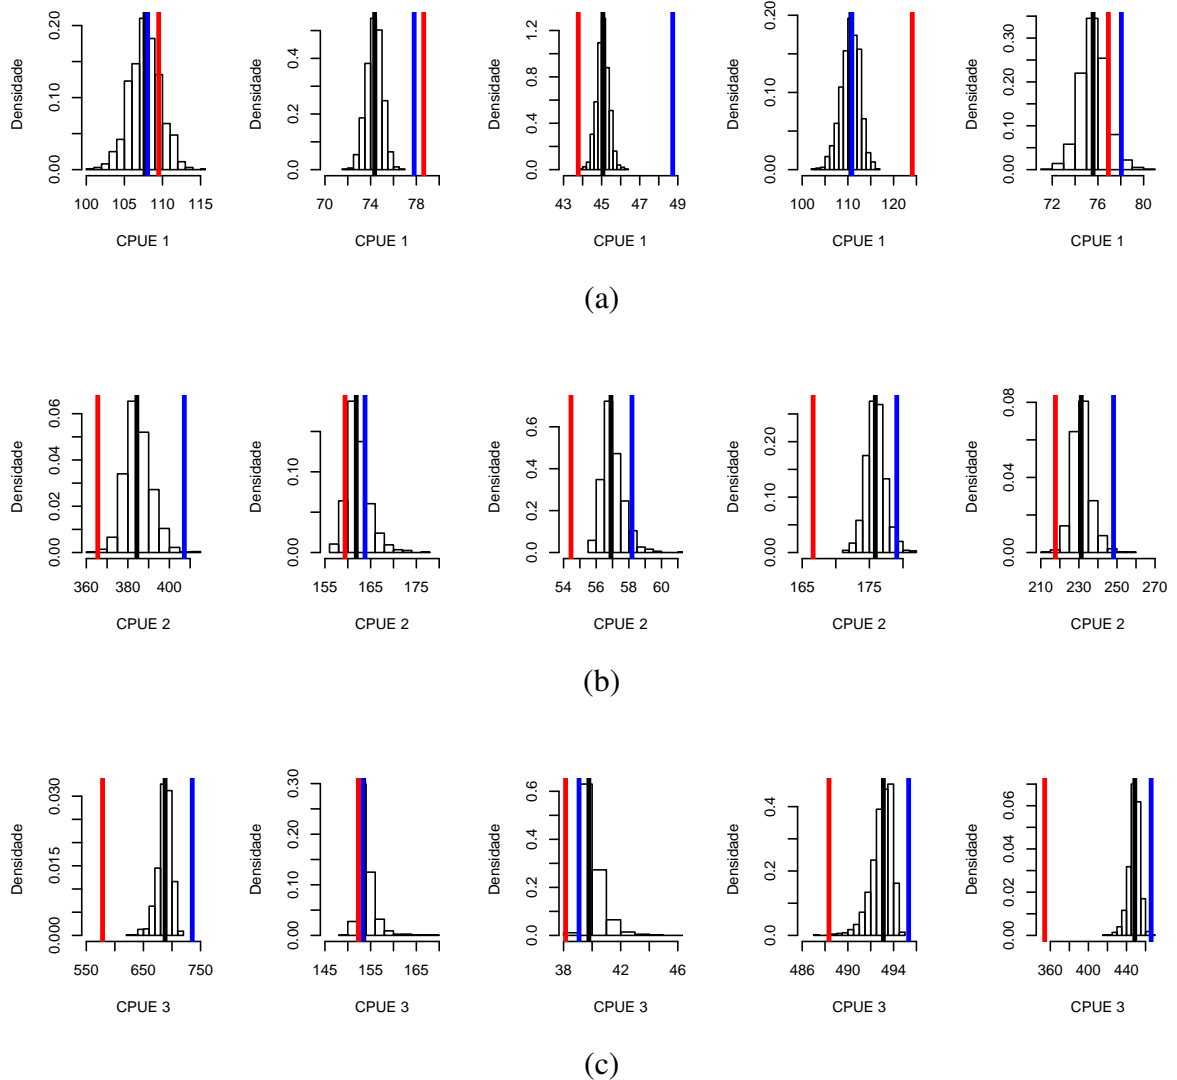 0.00 0.10 0.20
Densidade
100 105 110 115
CPUE 1
0.0 0.2 0.4
Densidade
70 74 78
CPUE 1
0.0 0.4 0.8 1.2
Densidade
43 45 47 49
CPUE 1
0.00 0.10 0.20
Densidade
100 110 120
CPUE 1
0.00 0.10 0.20 0.30
Densidade
72 76 80
CPUE 1
(a)
0.00 0.02 0.04 0.06
Densidade
360 380 400
CPUE 2
0.00 0.10
Densidade
155 165 175
CPUE 2
0.0 0.2 0.4 0.6
Densidade
54 56 58 60
CPUE 2
0.00 0.10 0.20
Densidade
165 175
CPUE 2
0.00 0.04 0.08
Densidade
210 230 250 270
CPUE 2
(b)
0.000 0.015 0.030
Densidade
550 650 750
CPUE 3
0.00 0.10 0.20 0.30
Densidade
145 155 165
CPUE 3
0.0 0.2 0.4 0.6
Densidade
38 42 46
CPUE 3
0.0 0.2 0.4
Densidade
486 490 494
CPUE 3
0.00 0.02 0.04 0.06
Densidade
360 400 440
CPUE 3
(c)